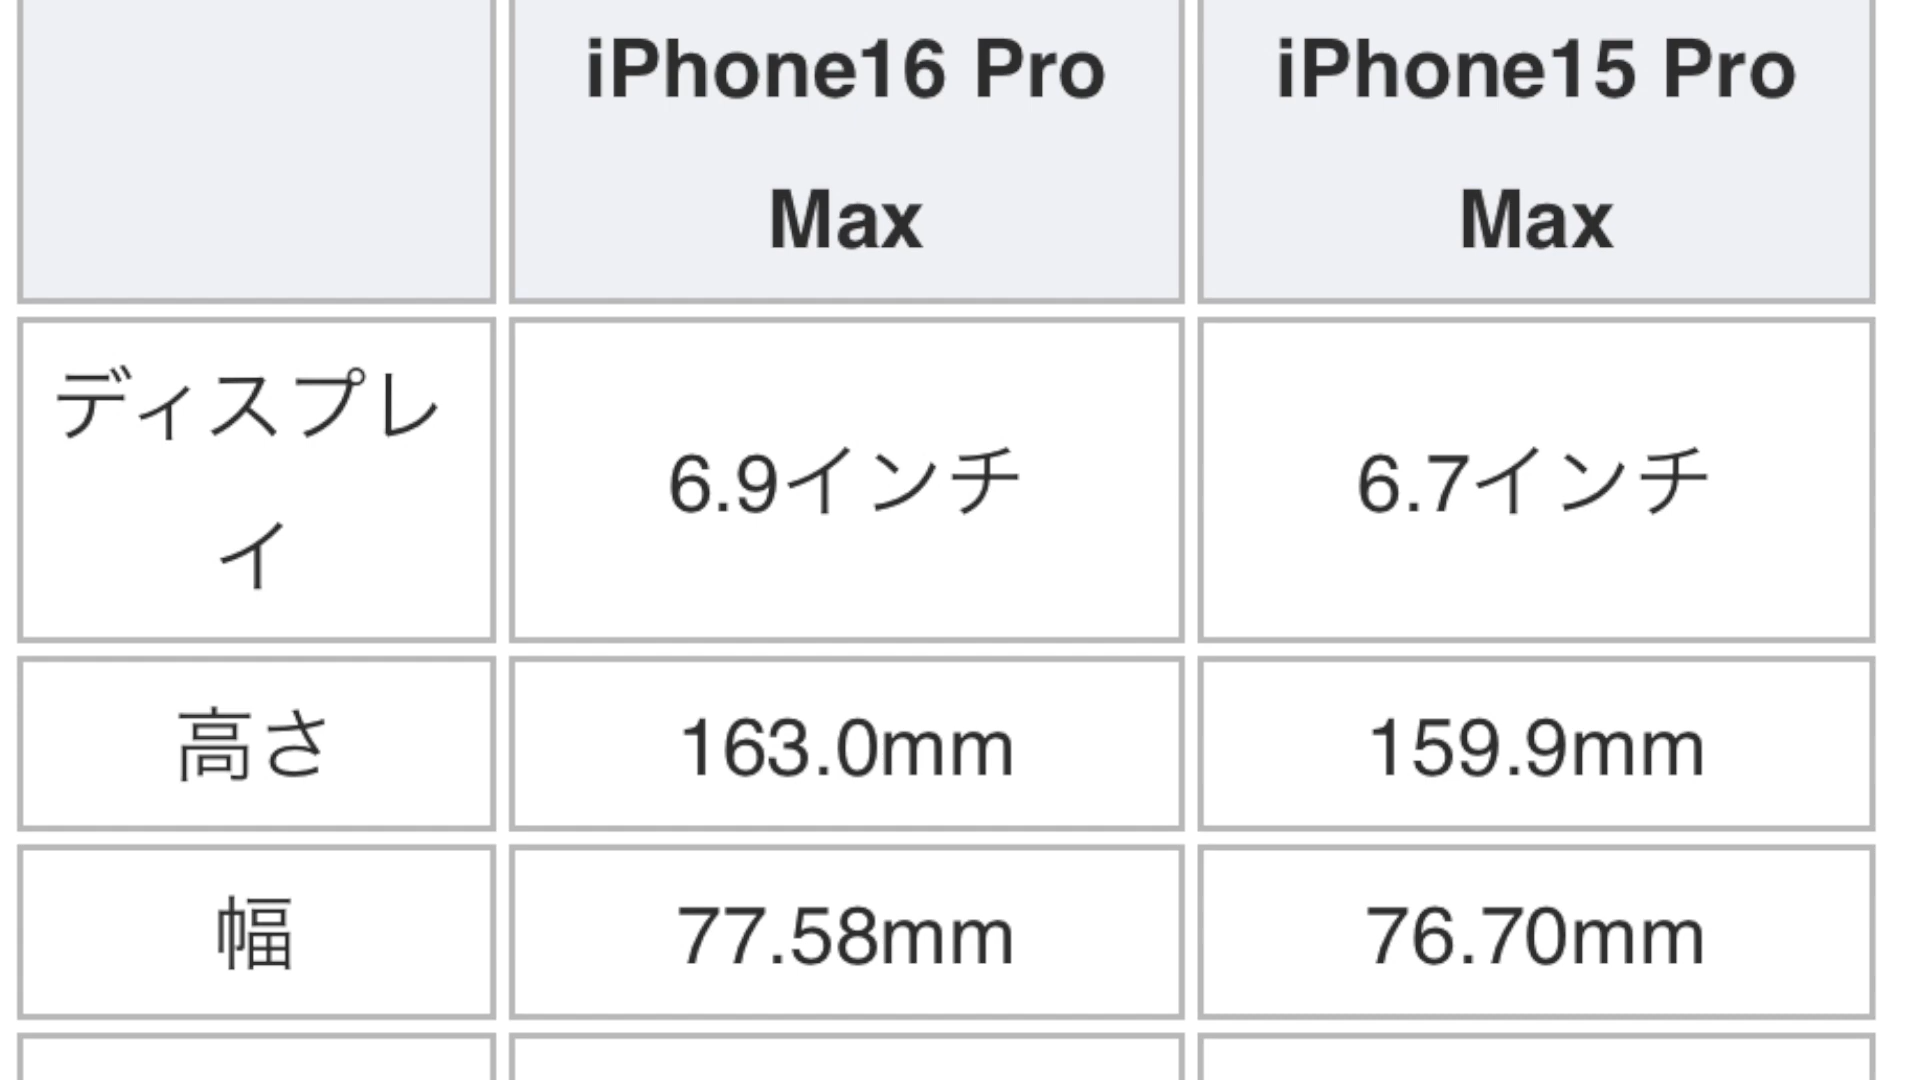 iPhone16 Pro
Max
iPhone15 Pro
Max
ディスプレ
イ
6.9インチ
6.7インチ
高さ
163.0mm
159.9mm
幅
77.58mm
76.70mm